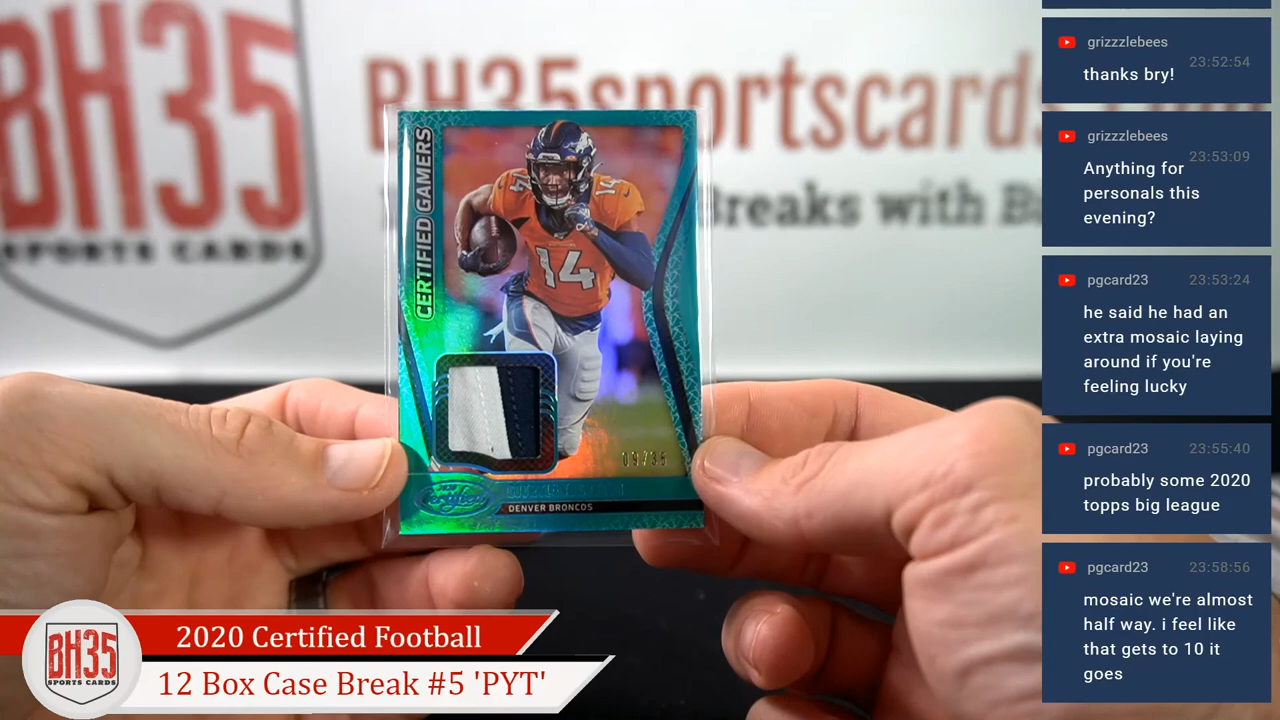 BH35
SPORTS CARDS
BH35sportscards
Breaks with B
CERTIFIED GAMERS
14
14
14
DENVER BRONCOS
2020 Certified Football
12 Box Case Break #5 'PYT'
BH35
SPORTS CARDS
grizzzlebees
23:52:54
thanks bry!
grizzzlebees
23:53:09
Anything for
personals this
evening?
pgcard23
23:53:24
he said he had an
extra mosaic laying
around if you're
feeling lucky
pgcard23
23:55:40
probably some 2020
topps big league
pgcard23
23:58:56
mosaic we're almost
half way. i feel like
that gets to 10 it
goes